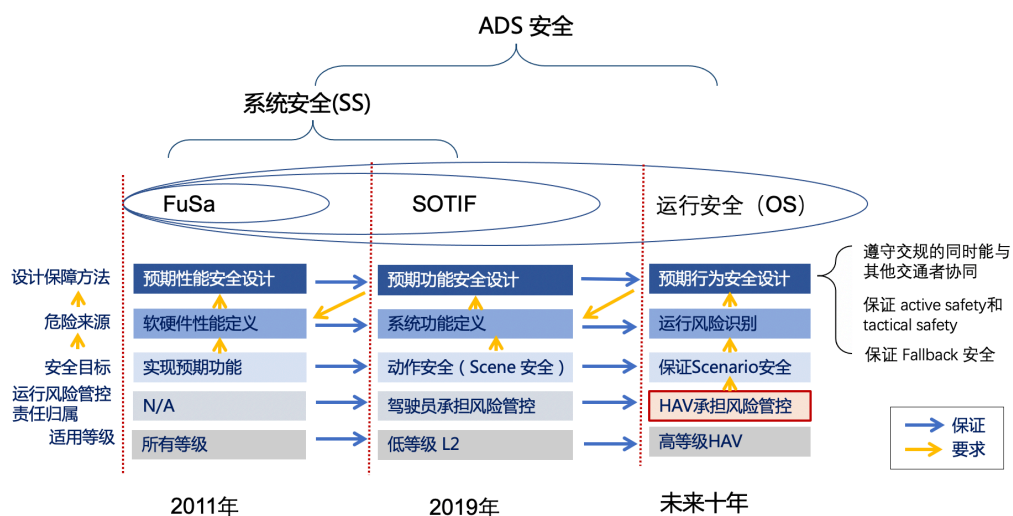 ADS 安全
系统安全(SS)
FuSa
SOTIF
运行安全（OS）
设计保障方法
预期性能安全设计
预期功能安全设计
预期行为安全设计
危险来源
软硬件性能定义
系统功能定义
运行风险识别
安全目标
实现预期功能
动作安全（Scene 安全）
保证Scenario安全
运行风险管控
责任归属
N/A
驾驶员承担风险管控
HAV承担风险管控
适用等级
所有等级
低等级 L2
高等级HAV
2011年
2019年
未来十年
遵守交规的同时能与
其他交通者协同
保证 active safety和
tactical safety
保证 Fallback 安全
保证
要求